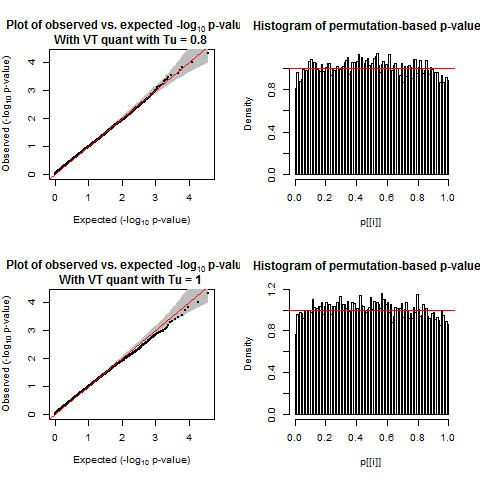 Plot of observed vs. expected -log10 p-valu
With VT quant with Tu = 0.8
Observed (-log10 p-value)
4
3
2
1
0
0 1 2 3 4
Expected (-log10 p-value)
Histogram of permutation-based p-value
Density
0.8
0.4
0.0
0.0 0.2 0.4 0.6 0.8 1.0
p[[i]]
Plot of observed vs. expected -log10 p-valu
With VT quant with Tu = 1
Observed (-log10 p-value)
4
3
2
1
0
0 1 2 3 4
Expected (-log10 p-value)
Histogram of permutation-based p-value
Density
1.2
0.8
0.4
0.0
0.0 0.2 0.4 0.6 0.8 1.0
p[[i]]